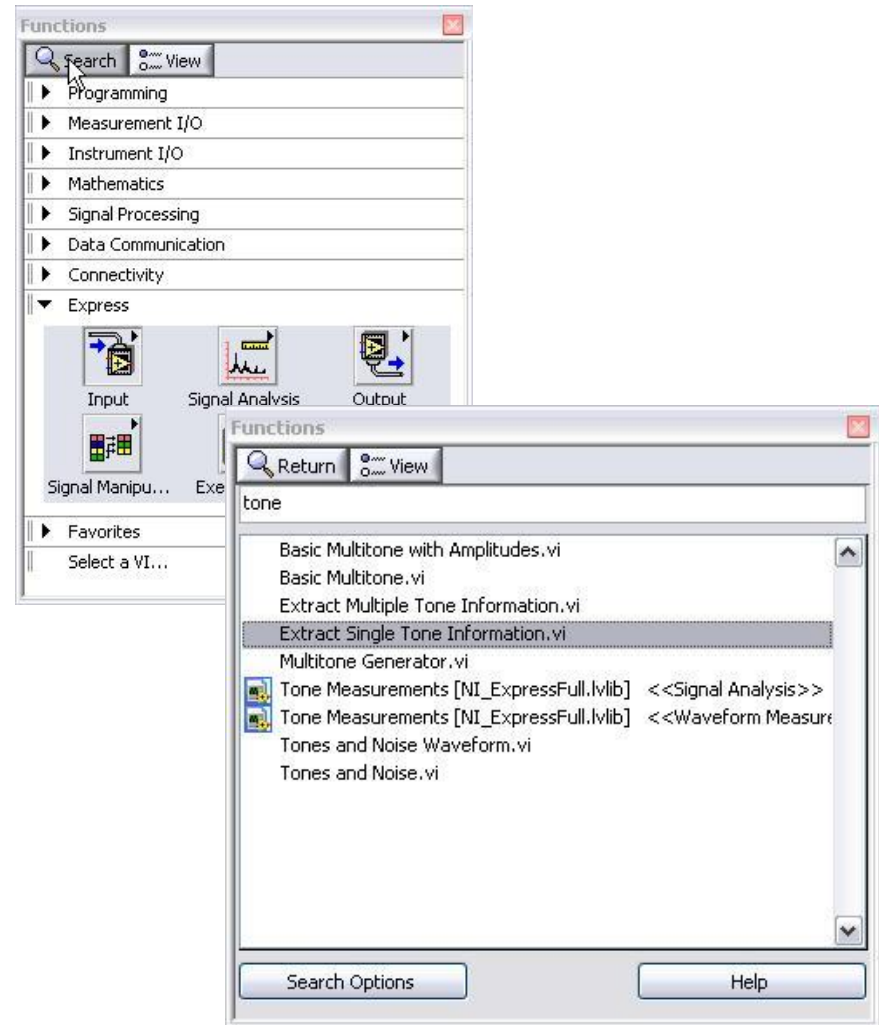 Functions
Search View
Programming
Measurement I/O
Instrument I/O
Mathematics
Signal Processing
Data Communication
Connectivity
Express
Input Signal Analysis Output
Signal Manipu... Exe
Favorites
Select a VI...
Functions
Return View
tone
Basic Multitone with Amplitudes.vi
Basic Multitone.vi
Extract Multiple Tone Information.vi
Extract Single Tone Information.vi
Multitone Generator.vi
Tone Measurements [NI_ExpressFull.lvlib] <<Signal Analysis>>
Tone Measurements [NI_ExpressFull.lvlib] <<Waveform Measure
Tones and Noise Waveform.vi
Tones and Noise.vi
Search Options Help